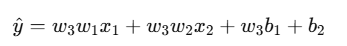 ŷ = w₃w₁x₁ + w₃w₂x₂ + w₃b₁ + b₂